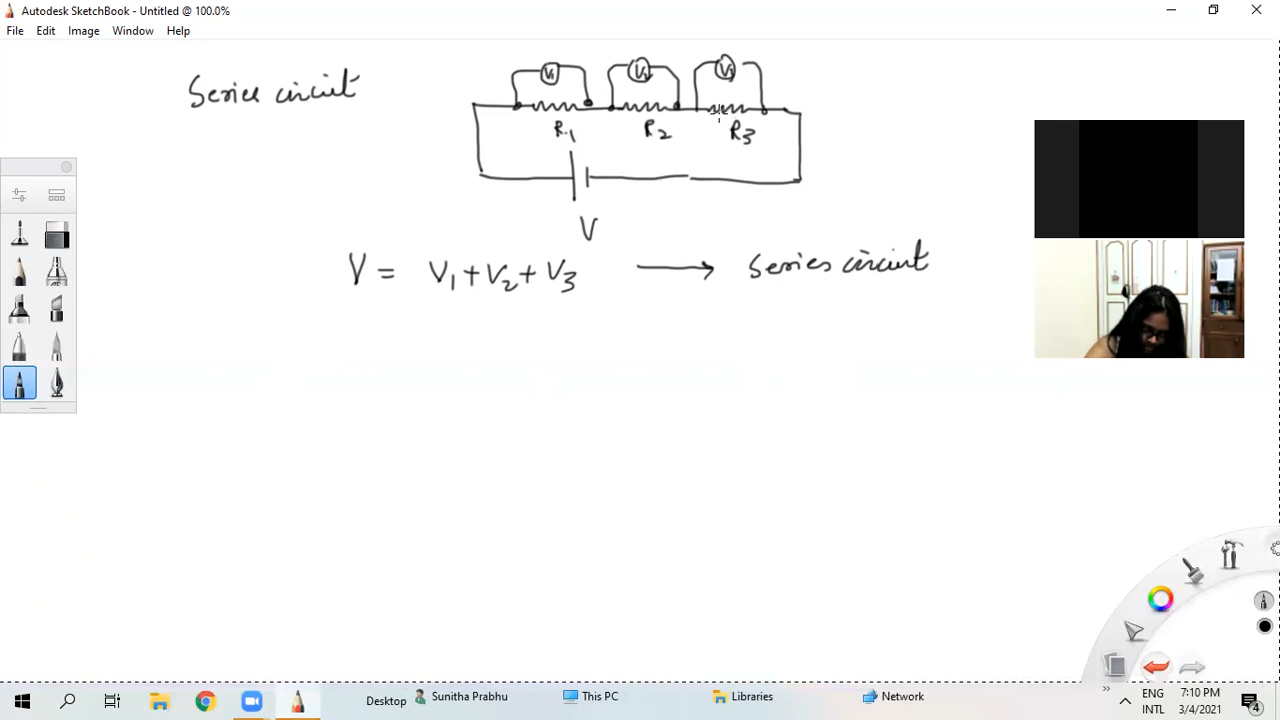 Autodesk SketchBook - Untitled @ 100.0%
File Edit Image Window Help
Series circuit
V1 V2 V3
R1 R2 R3
V
V = V1 + V2 + V3 → Series circuit
Desktop Sunitha Prabhu This PC Libraries Network
ENG
INTL
7:10 PM
3/4/2021
4